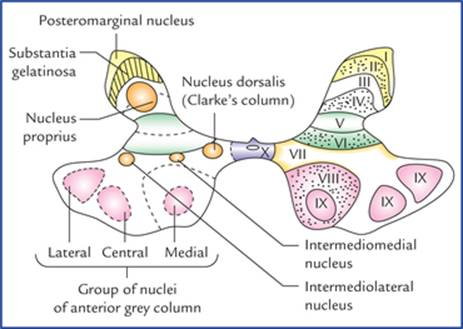 Posteromarginal nucleus
Substantia
gelatinosa
Nucleus dorsalis
(Clarke's column)
Nucleus
proprius
I
II
III
IV
V
VI
VII
X
VIII
IX
IX
IX
Lateral
Central
Medial
Group of nuclei
of anterior grey column
Intermediomedial
nucleus
Intermediolateral
nucleus